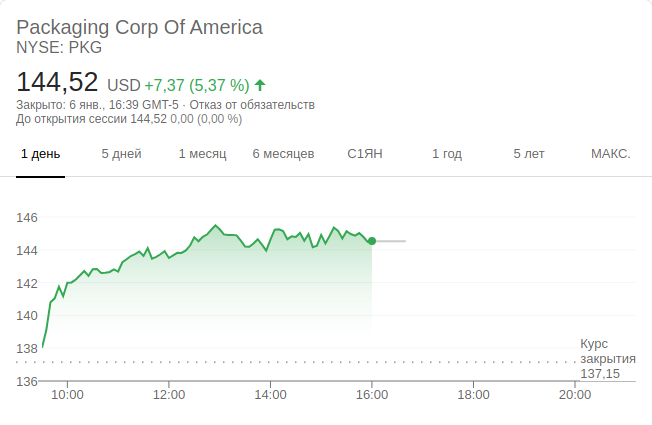 Packaging Corp Of America
NYSE: PKG
144,52 USD +7,37 (5,37 %)
Закрыто: 6 янв., 16:39 GMT-5 · Отказ от обязательств
До открытия сессии 144,52 0,00 (0,00 %)
1 день 5 дней 1 месяц 6 месяцев С1ЯН 1 год 5 лет МАКС.
146
144
142
140
138
136
Курс
закрытия
137,15
10:00 12:00 14:00 16:00 18:00 20:00